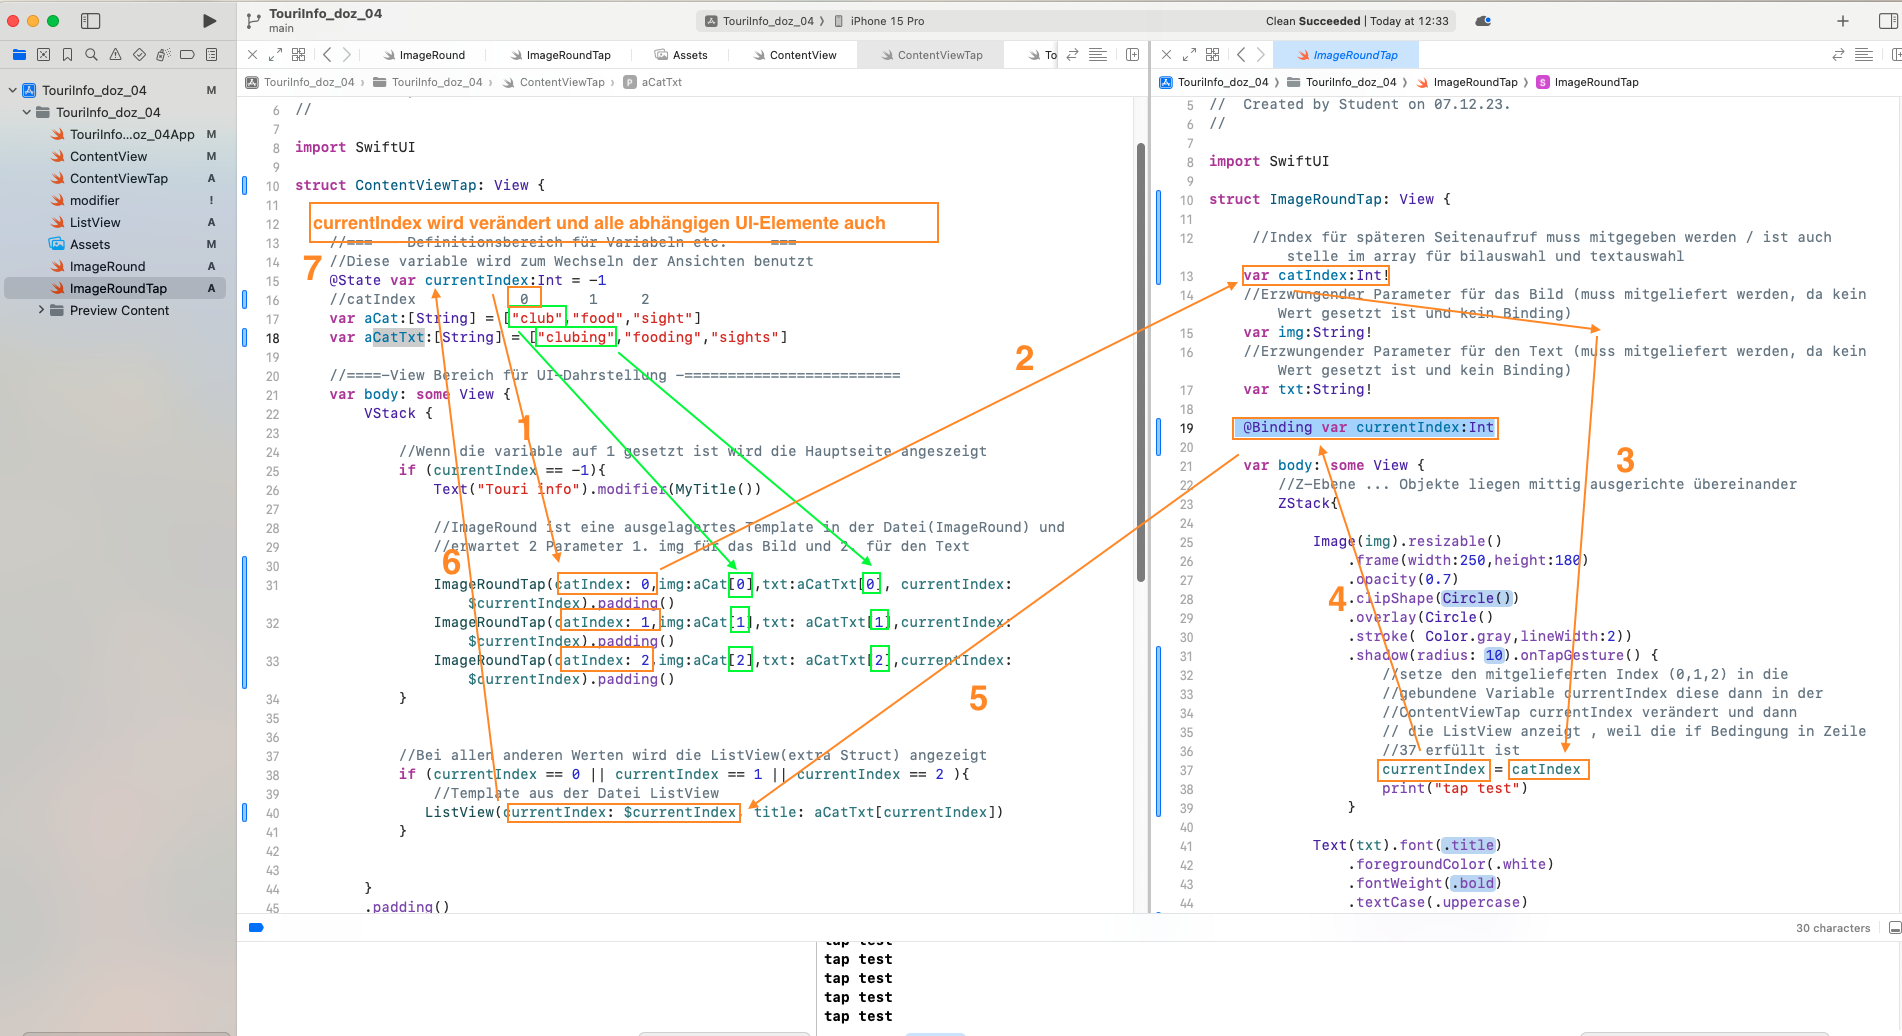 TouriInfo_doz_04
main
TouriInfo_doz_04 〉 iPhone 15 Pro
Clean Succeeded | Today at 12:33
ImageRound
ImageRoundTap
Assets
ContentView
ContentViewTap
To
ImageRoundTap
TouriInfo_doz_04 M
TouriInfo_doz_04
TouriInfo...oz_04App M
ContentView M
ContentViewTap A
modifier !
ListView A
Assets M
ImageRound A
ImageRoundTap A
Preview Content
TouriInfo_doz_04 〉 TouriInfo_doz_04 〉 ContentViewTap 〉 P aCatTxt
6 //
7
8 import SwiftUI
9
10 struct ContentViewTap: View {
11
12 currentIndex wird verändert und alle abhängigen UI-Elemente auch
13 //=== Definitionsbereich für Variabeln etc. ===
14 //Diese variable wird zum Wechseln der Ansichten benutzt
7
15 @State var currentIndex:Int = -1
16 //catIndex 0 1 2
17 var aCat:[String] = ["club","food","sight"]
18 var aCatTxt:[String] = ["clubing","fooding","sights"]
19
20 //====-View Bereich für UI-Dahrstellung -=========================
21 var body: some View {
22 VStack {
1
23
24 //Wenn die variable auf 1 gesetzt ist wird die Hauptseite angeszeigt
25 if (currentIndex == -1){
26 Text("Touri info").modifier(MyTitle())
27
28 //ImageRound ist eine ausgelagertes Template in der Datei(ImageRound) und
29 //erwartet 2 Parameter 1. img für das Bild und 2. für den Text
6
30
31 ImageRoundTap(catIndex: 0,img:aCat[0],txt:aCatTxt[0], currentIndex:
$currentIndex).padding()
32 ImageRoundTap(catIndex: 1,img:aCat[1],txt: aCatTxt[1],currentIndex:
$currentIndex).padding()
33 ImageRoundTap(catIndex: 2,img:aCat[2],txt: aCatTxt[2],currentIndex:
$currentIndex).padding()
34 }
35
36
37 //Bei allen anderen Werten wird die ListView(extra Struct) angezeigt
38 if (currentIndex == 0 || currentIndex == 1 || currentIndex == 2 ){
39 //Template aus der Datei ListView
40 ListView(currentIndex: $currentIndex, title: aCatTxt[currentIndex])
41 }
42
43
44 }
45 .padding()
2
5
TouriInfo_doz_04 〉 TouriInfo_doz_04 〉 ImageRoundTap 〉 S ImageRoundTap
5 // Created by Student on 07.12.23.
6 //
7
8 import SwiftUI
9
10 struct ImageRoundTap: View {
11
12 //Index für späteren Seitenaufruf muss mitgegeben werden / ist auch
stelle im array für bilauswahl und textauswahl
13 var catIndex:Int!
14 //Erzwungender Parameter für das Bild (muss mitgeliefert werden, da kein
Wert gesetzt ist und kein Binding)
15 var img:String!
16 //Erzwungender Parameter für den Text (muss mitgeliefert werden, da kein
Wert gesetzt ist und kein Binding)
17 var txt:String!
18
19 @Binding var currentIndex:Int
20
3
21 var body: some View {
22 //Z-Ebene ... Objekte liegen mittig ausgerichte übereinander
23 ZStack{
24
25 Image(img).resizable()
26 .frame(width:250,height:180)
27 .opacity(0.7)
28 .clipShape(Circle())
4
29 .overlay(Circle()
30 .stroke( Color.gray,lineWidth:2))
31 .shadow(radius: 10).onTapGesture() {
32 //setze den mitgelieferten Index (0,1,2) in die
33 //gebundene Variable currentIndex diese dann in der
34 //ContentViewTap currentIndex verändert und dann
35 // die ListView anzeigt , weil die if Bedingung in Zeile
36 //37 erfüllt ist
37 currentIndex = catIndex
38 print("tap test")
39 }
40
41 Text(txt).font(.title)
42 .foregroundColor(.white)
43 .fontWeight(.bold)
44 .textCase(.uppercase)
30 characters
tap test
tap test
tap test
tap test
tap test